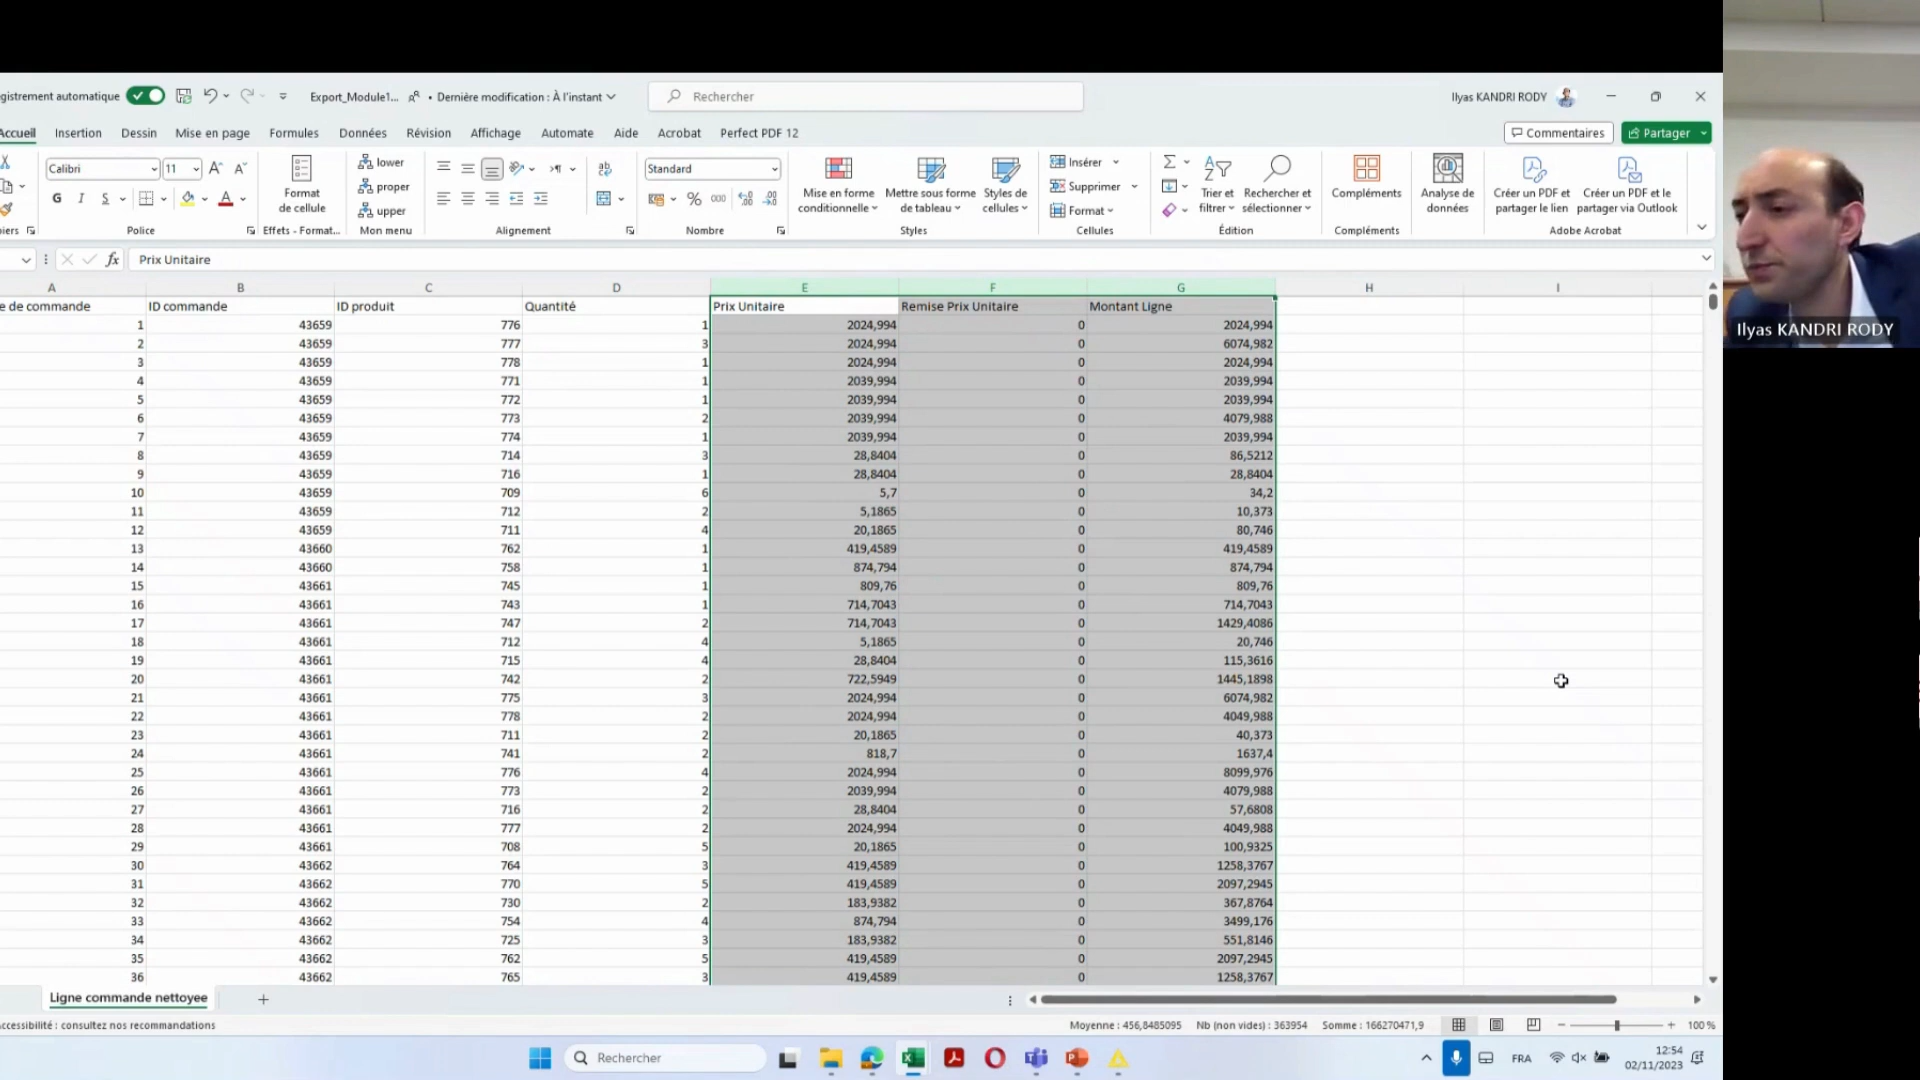 gistrement automatique
Export_Module1... • Dernière modification : À l'instant
Rechercher
Ilyas KANDRI RODY
Accueil Insertion Dessin Mise en page Formules Données Révision Affichage Automate Aide Acrobat Perfect PDF 12
Commentaires
Partager
Calibri 11
Format de cellule
lower
proper
upper
Standard
Mise en forme conditionnelle
Mettre sous forme de tableau
Styles de cellules
Insérer
Supprimer
Format
Trier et filtrer
Rechercher et sélectionner
Compléments
Analyse de données
Créer un PDF et partager le lien
Créer un PDF et le partager via Outlook
iers Police Effets - Format... Mon menu Alignement Nombre Styles Cellules Édition Compléments Adobe Acrobat
fx Prix Unitaire
A B C D E F G H I
e de commande ID commande ID produit Quantité Prix Unitaire Remise Prix Unitaire Montant Ligne
1 43659 776 1 2024,994 0 2024,994
2 43659 777 3 2024,994 0 6074,982
3 43659 778 1 2024,994 0 2024,994
4 43659 771 1 2039,994 0 2039,994
5 43659 772 1 2039,994 0 2039,994
6 43659 773 2 2039,994 0 4079,988
7 43659 774 1 2039,994 0 2039,994
8 43659 714 3 28,8404 0 86,5212
9 43659 716 1 28,8404 0 28,8404
10 43659 709 6 5,7 0 34,2
11 43659 712 2 5,1865 0 10,373
12 43659 711 4 20,1865 0 80,746
13 43660 762 1 419,4589 0 419,4589
14 43660 758 1 874,794 0 874,794
15 43661 745 1 809,76 0 809,76
16 43661 743 1 714,7043 0 714,7043
17 43661 747 2 714,7043 0 1429,4086
18 43661 712 4 5,1865 0 20,746
19 43661 715 4 28,8404 0 115,3616
20 43661 742 2 722,5949 0 1445,1898
21 43661 775 3 2024,994 0 6074,982
22 43661 778 2 2024,994 0 4049,988
23 43661 711 2 20,1865 0 40,373
24 43661 741 2 818,7 0 1637,4
25 43661 776 4 2024,994 0 8099,976
26 43661 773 2 2039,994 0 4079,988
27 43661 716 2 28,8404 0 57,6808
28 43661 777 2 2024,994 0 4049,988
29 43661 708 5 20,1865 0 100,9325
30 43662 764 3 419,4589 0 1258,3767
31 43662 770 5 419,4589 0 2097,2945
32 43662 730 2 183,9382 0 367,8764
33 43662 754 4 874,794 0 3499,176
34 43662 725 3 183,9382 0 551,8146
35 43662 762 5 419,4589 0 2097,2945
36 43662 765 3 419,4589 0 1258,3767
Ligne commande nettoyee
ccessibilité : consultez nos recommandations
Moyenne : 456,8485095 Nb (non vides) : 363954 Somme : 166270471,9 100 %
Rechercher
FRA
12:54
02/11/2023
Ilyas KANDRI RODY